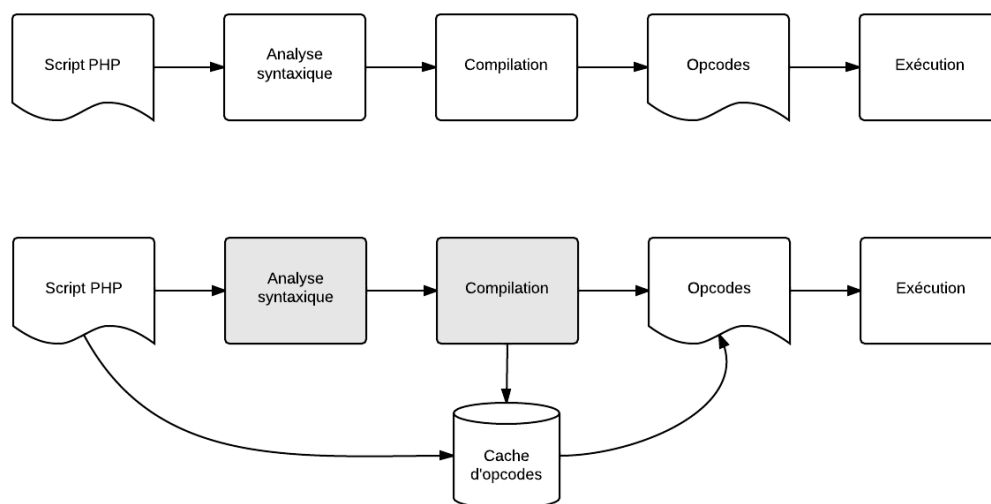 Script PHP
Analyse
syntaxique
Compilation
Opcodes
Exécution
Script PHP
Analyse
syntaxique
Compilation
Opcodes
Exécution
Cache
d'opcodes